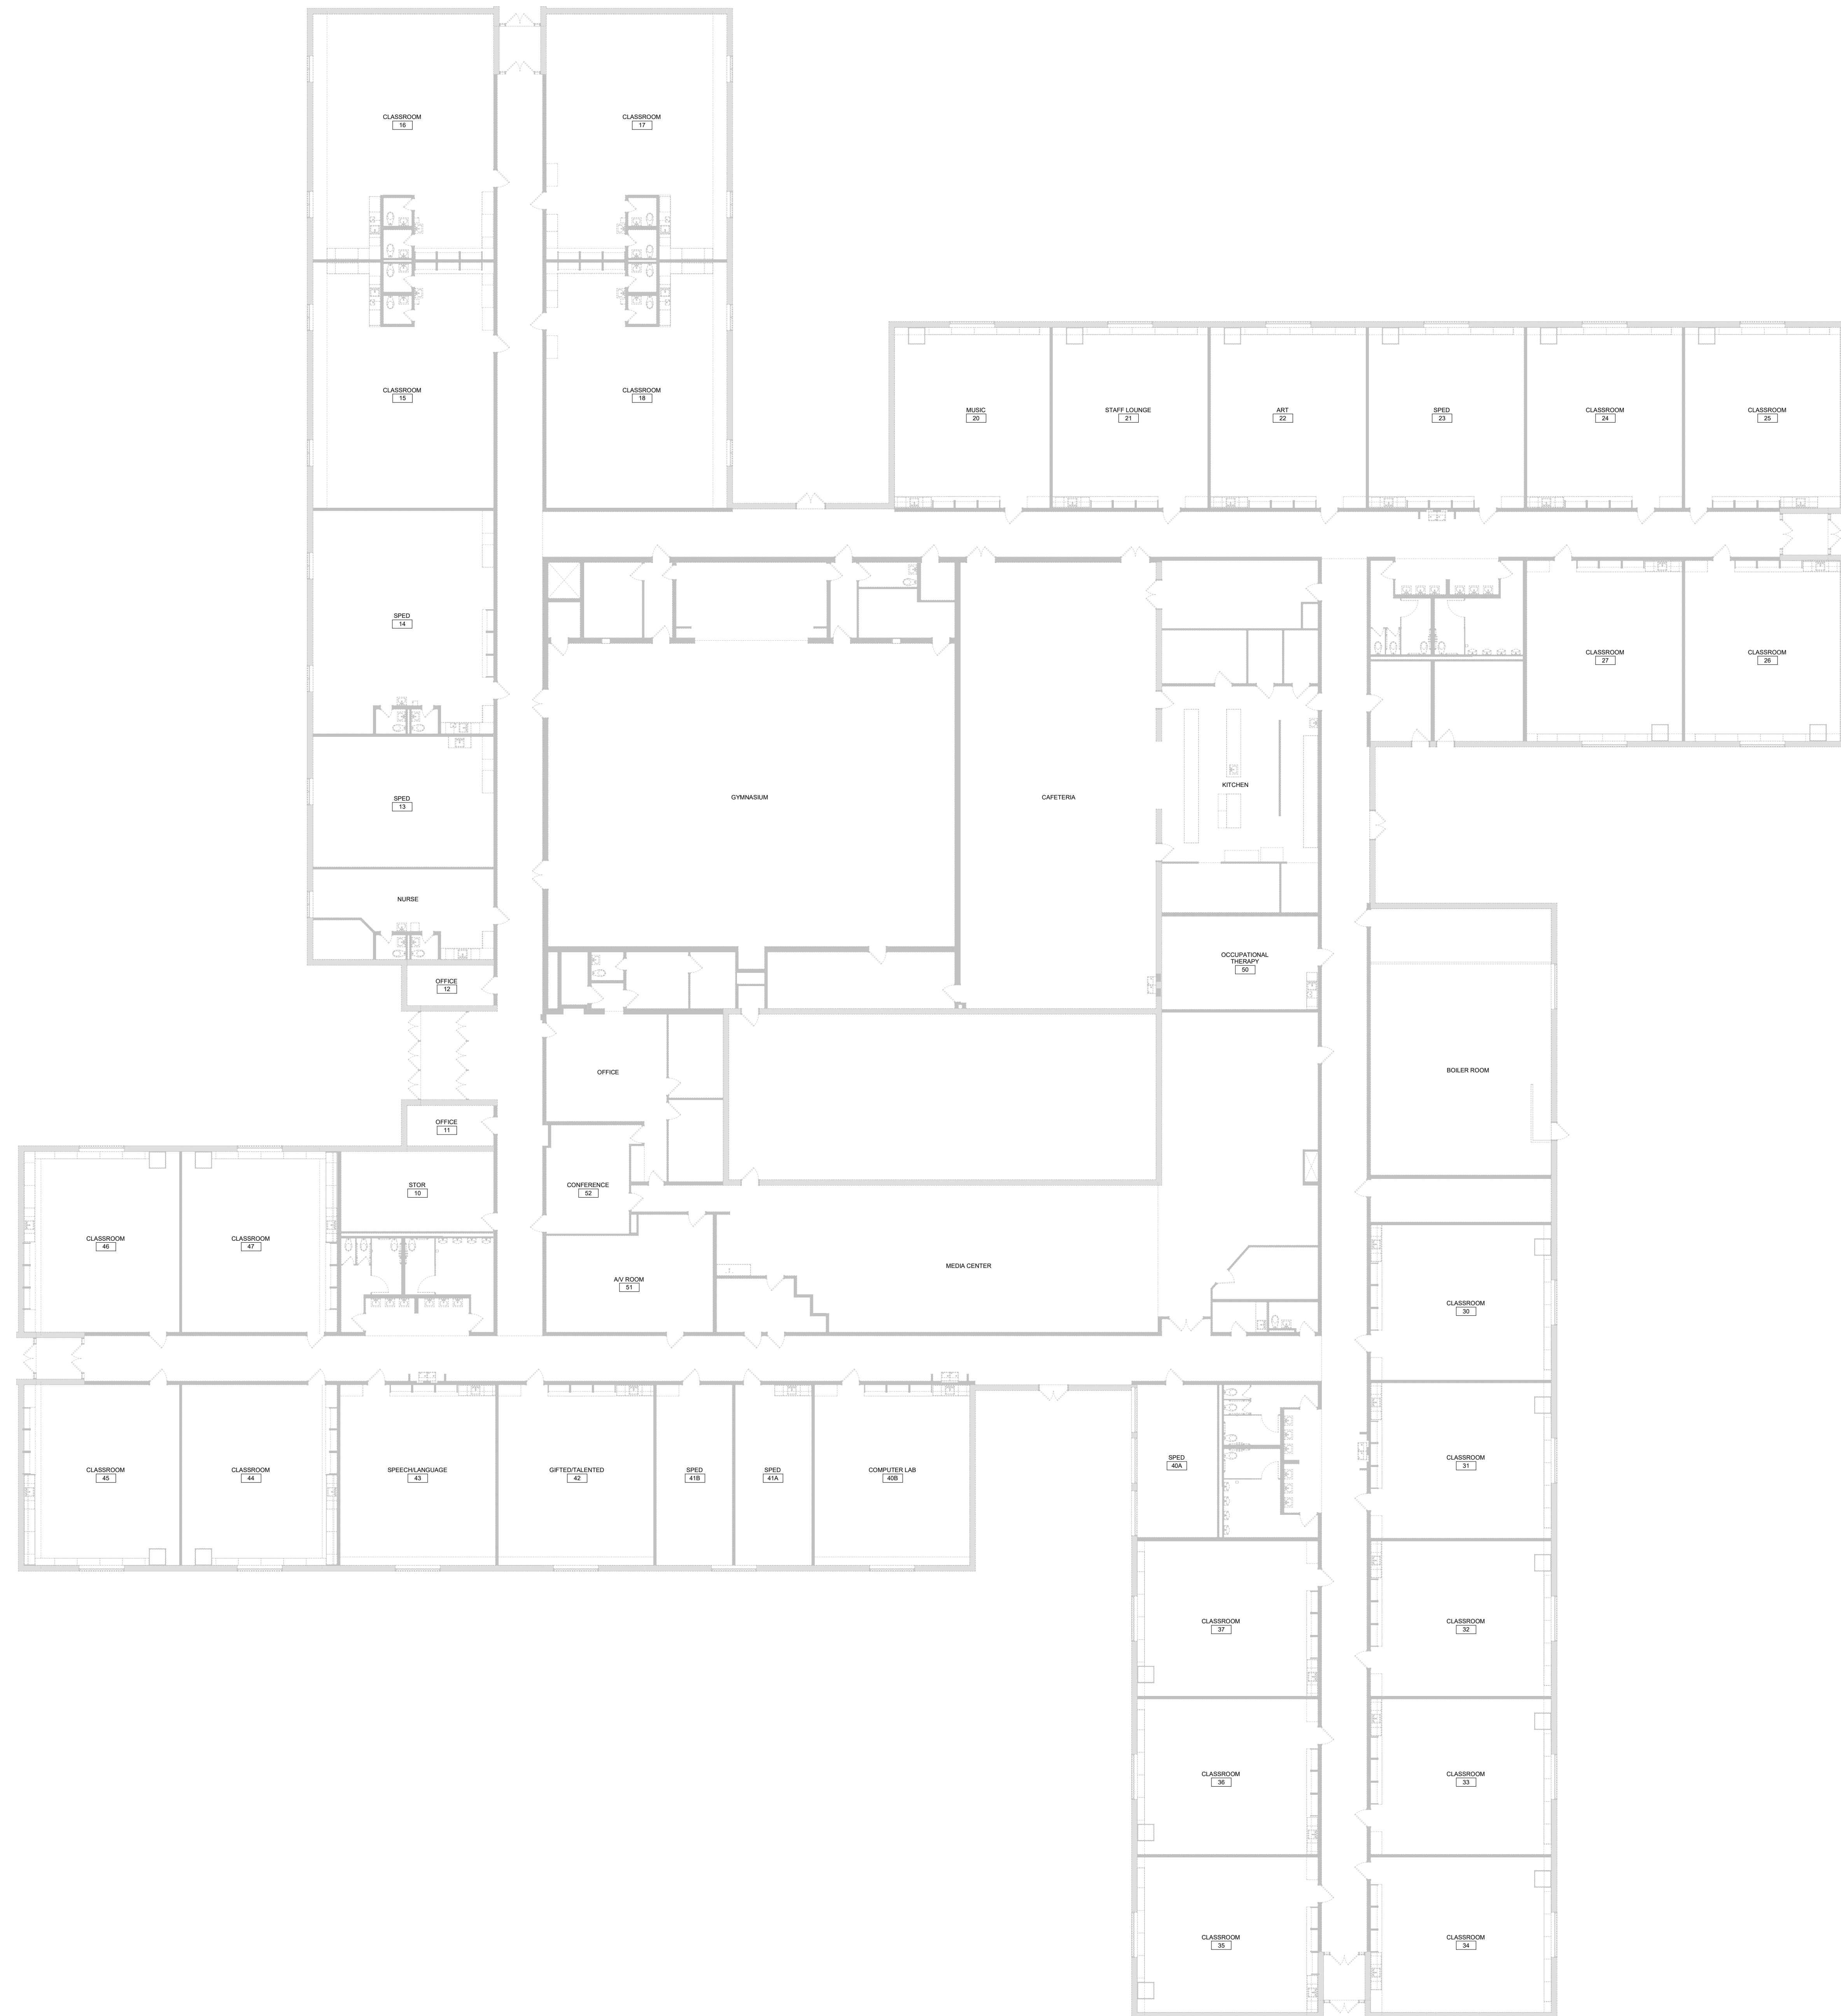 CLASSROOM
16
CLASSROOM
17
CLASSROOM
15
CLASSROOM
18
MUSIC
20
STAFF LOUNGE
21
ART
22
SPED
23
CLASSROOM
24
CLASSROOM
25
SPED
14
CLASSROOM
27
CLASSROOM
26
SPED
13
GYMNASIUM
CAFETERIA
KITCHEN
NURSE
OFFICE
12
OCCUPATIONAL
THERAPY
50
OFFICE
BOILER ROOM
OFFICE
11
STOR
10
CONFERENCE
52
CLASSROOM
46
CLASSROOM
47
A/V ROOM
51
MEDIA CENTER
CLASSROOM
30
CLASSROOM
45
CLASSROOM
44
SPEECH/LANGUAGE
43
GIFTED/TALENTED
42
SPED
41B
SPED
41A
COMPUTER LAB
40B
SPED
40A
CLASSROOM
31
CLASSROOM
37
CLASSROOM
32
CLASSROOM
36
CLASSROOM
33
CLASSROOM
35
CLASSROOM
34